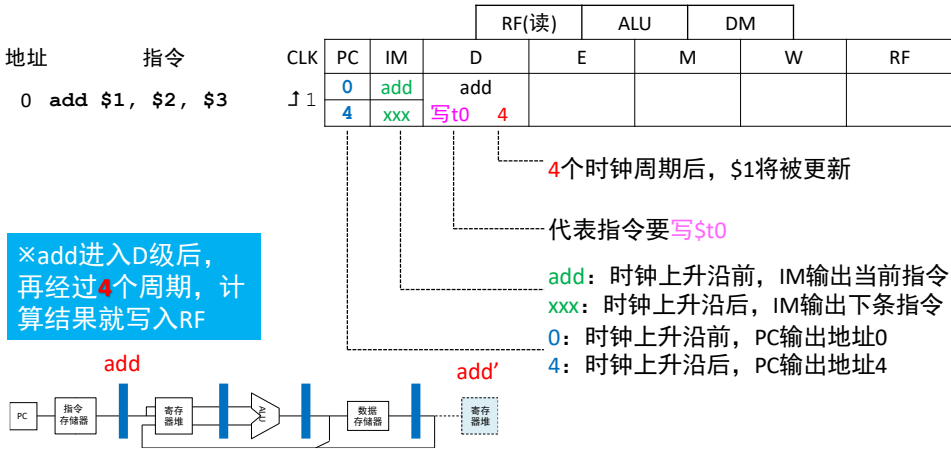 RF(读) ALU DM
地址 指令 CLK PC IM D E M W RF
0 add $1, $2, $3 ↥1 0 add add
4 xxx 写t0 4
4个时钟周期后，$1将被更新
代表指令要写$t0
※add进入D级后，
再经过4个周期，计
算结果就写入RF
add：时钟上升沿前，IM输出当前指令
xxx：时钟上升沿后，IM输出下条指令
0：时钟上升沿前，PC输出地址0
4：时钟上升沿后，PC输出地址4
add add’
PC 指令 存储器 寄存 器堆 ALU 数据 存储器 寄存 器堆